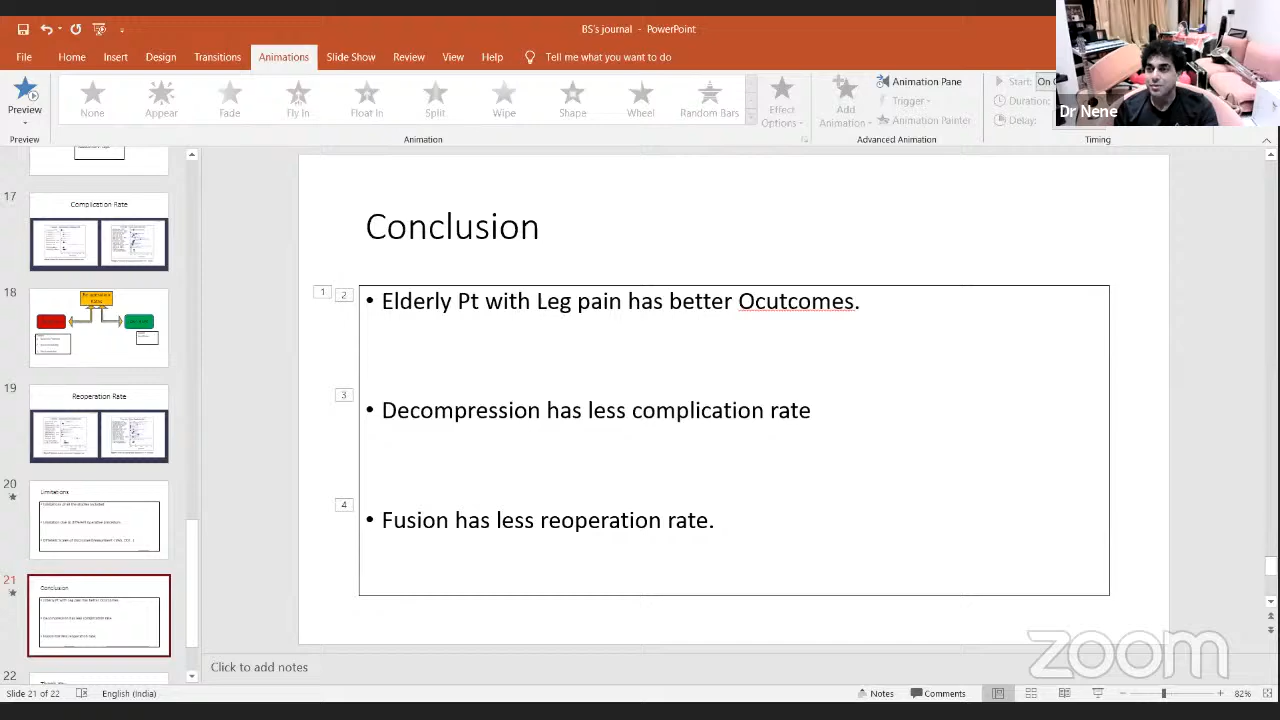 BS's journal - PowerPoint
File Home Insert Design Transitions Animations Slide Show Review View Help Tell me what you want to do
Preview
None Appear Fade Fly In Float In Split Wipe Shape Wheel Random Bars
Effect
Options
Add
Animation
Animation Pane
Trigger
Animation Painter
Start: On C
Duration:
Delay:
Preview Animation Advanced Animation Timing
Dr Nene
17
Complication Rate
18
19
Reoperation Rate
20
Limitations
21
Conclusion
22
Conclusion
1 2
• Elderly Pt with Leg pain has better Ocutcomes.
3
• Decompression has less complication rate
4
• Fusion has less reoperation rate.
Click to add notes
zoom
Slide 21 of 22 English (India) Notes Comments 82%